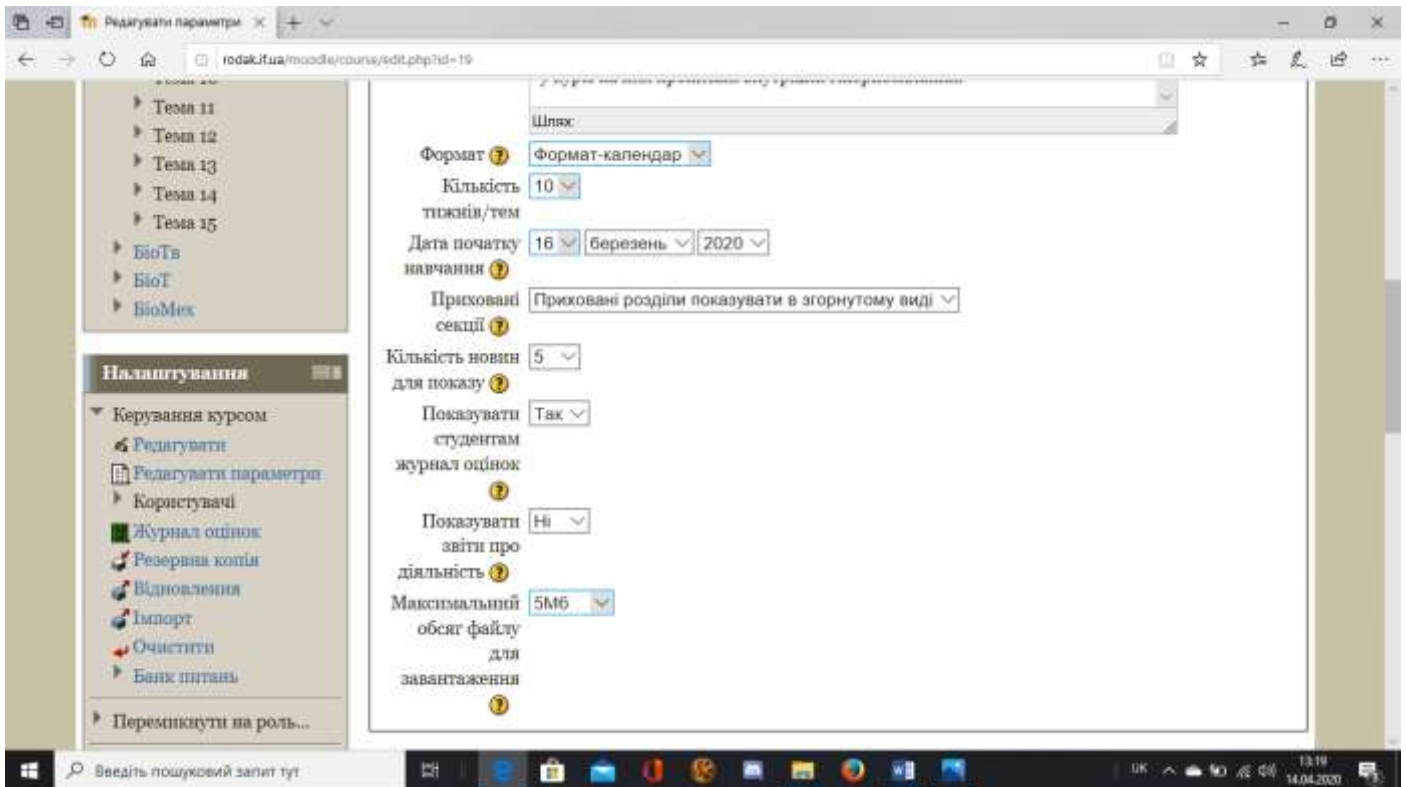 Редагувати параметри
rodak.if.ua/moodle/course/edit.php?id=19
Тема 11
Тема 12
Тема 13
Тема 14
Тема 15
БіоТв
БіоТ
БіоМех
Налаштування
Керування курсом
Редагувати
Редагувати параметри
Користувачі
Журнал оцінок
Резервна копія
Відновлення
Імпорт
Очистити
Банк питань
Перемикнути на роль...
Шлях:
Формат Формат-календар
Кількість 10
тижнів/тем
Дата початку 16 березень 2020
навчання
Приховані Приховані розділи показувати в згорнутому виді
секції
Кількість новин 5
для показу
Показувати Так
студентам
журнал оцінок
Показувати Ні
звіти про
діяльність
Максимальний 5Мб
обсяг файлу
для
завантаження
Введіть пошуковий запит тут
UK
13:19
14.04.2020